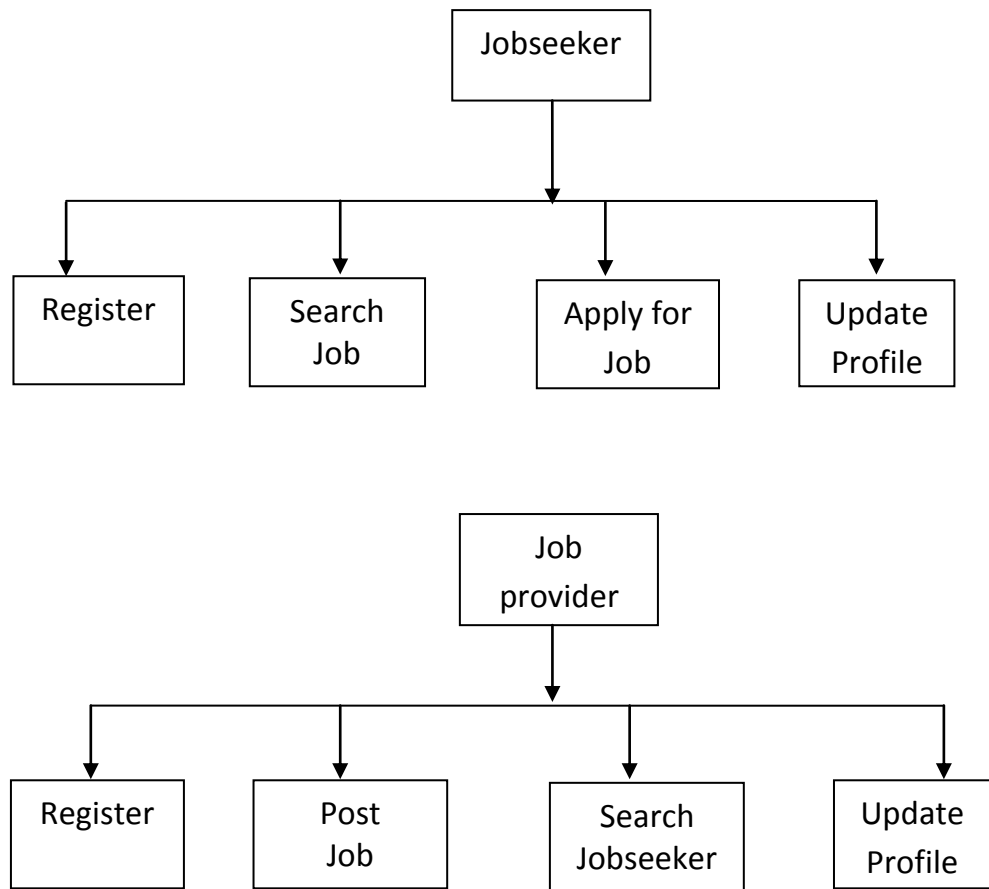 Jobseeker
Register
Search
Job
Apply for
Job
Update
Profile
Job
provider
Register
Post
Job
Search
Jobseeker
Update
Profile